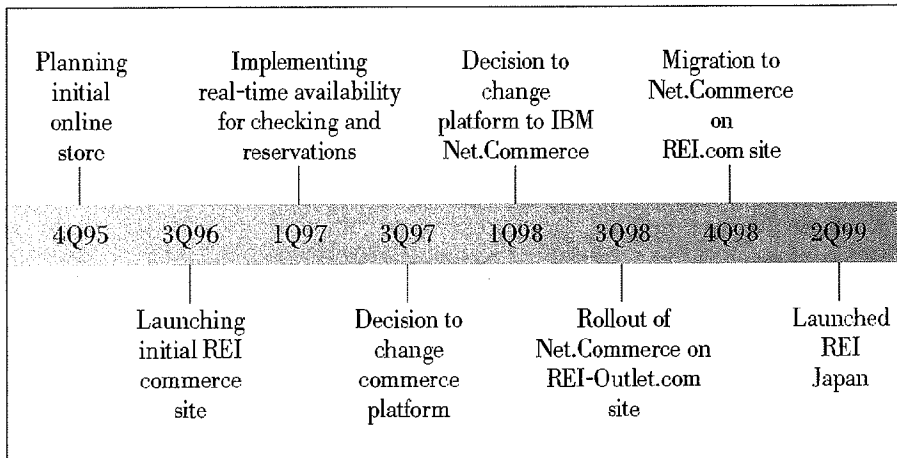 Planning
initial
online
store
Implementing
real-time availability
for checking and
reservations
Decision to
change
platform to IBM
Net.Commerce
Migration to
Net.Commerce
on
REI.com site
4Q95 3Q96 1Q97 3Q97 1Q98 3Q98 4Q98 2Q99
Launching
initial REI
commerce
site
Decision to
change
commerce
platform
Rollout of
Net.Commerce on
REI-Outlet.com
site
Launched
REI
Japan